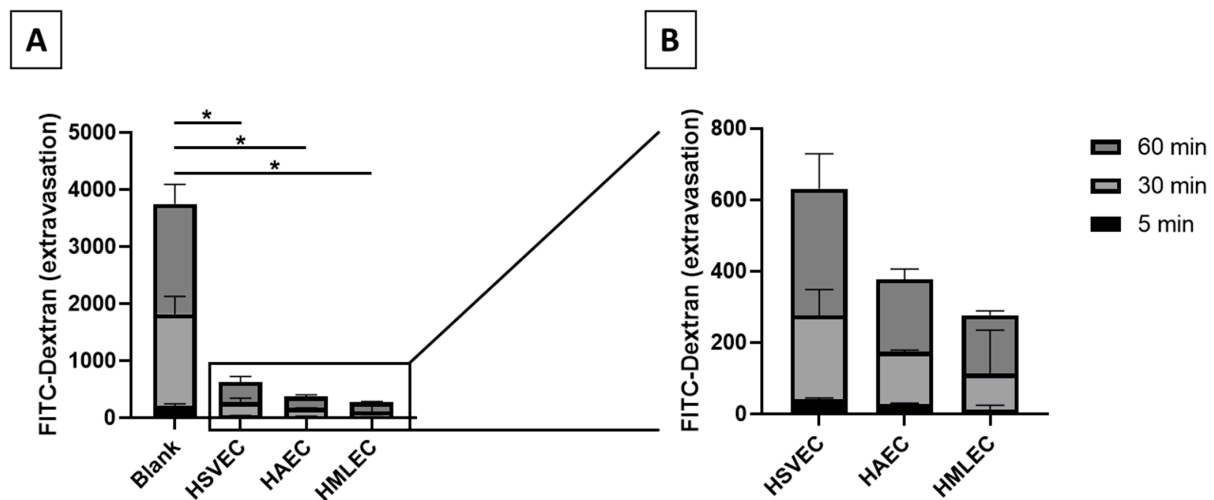 A
FITC-Dextran (extravasation)
5000
4000
3000
2000
1000
0
*
*
*
Blank
HSVEC
HAEC
HMLEC
B
FITC-Dextran (extravasation)
800
600
400
200
0
HSVEC
HAEC
HMLEC
60 min
30 min
5 min